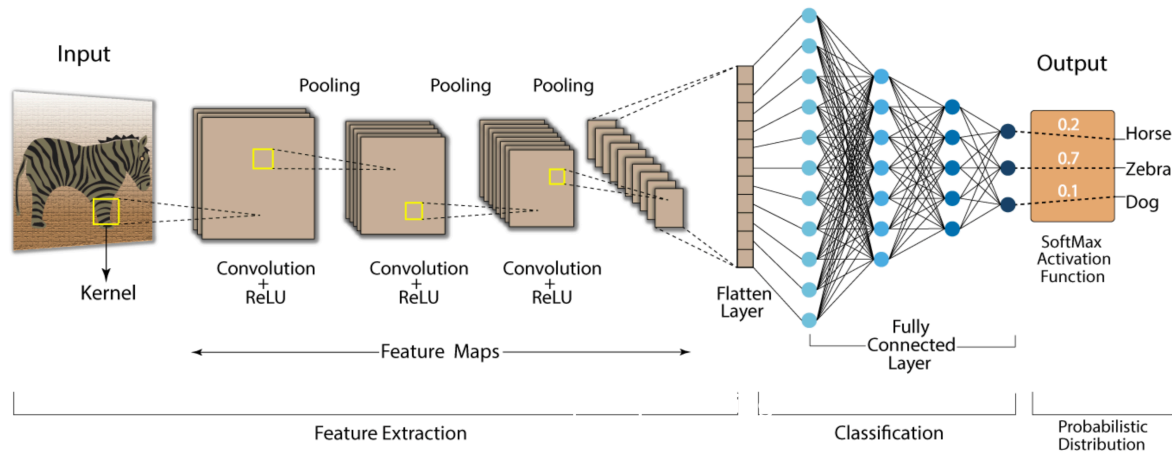 Input
Pooling
Pooling
Pooling
Output
0.2
Horse
0.7
Zebra
0.1
Dog
Kernel
Convolution
+
ReLU
Convolution
+
ReLU
Convolution
+
ReLU
Flatten
Layer
SoftMax
Activation
Function
Fully
Connected
Layer
Feature Maps
Feature Extraction
Classification
Probabilistic
Distribution